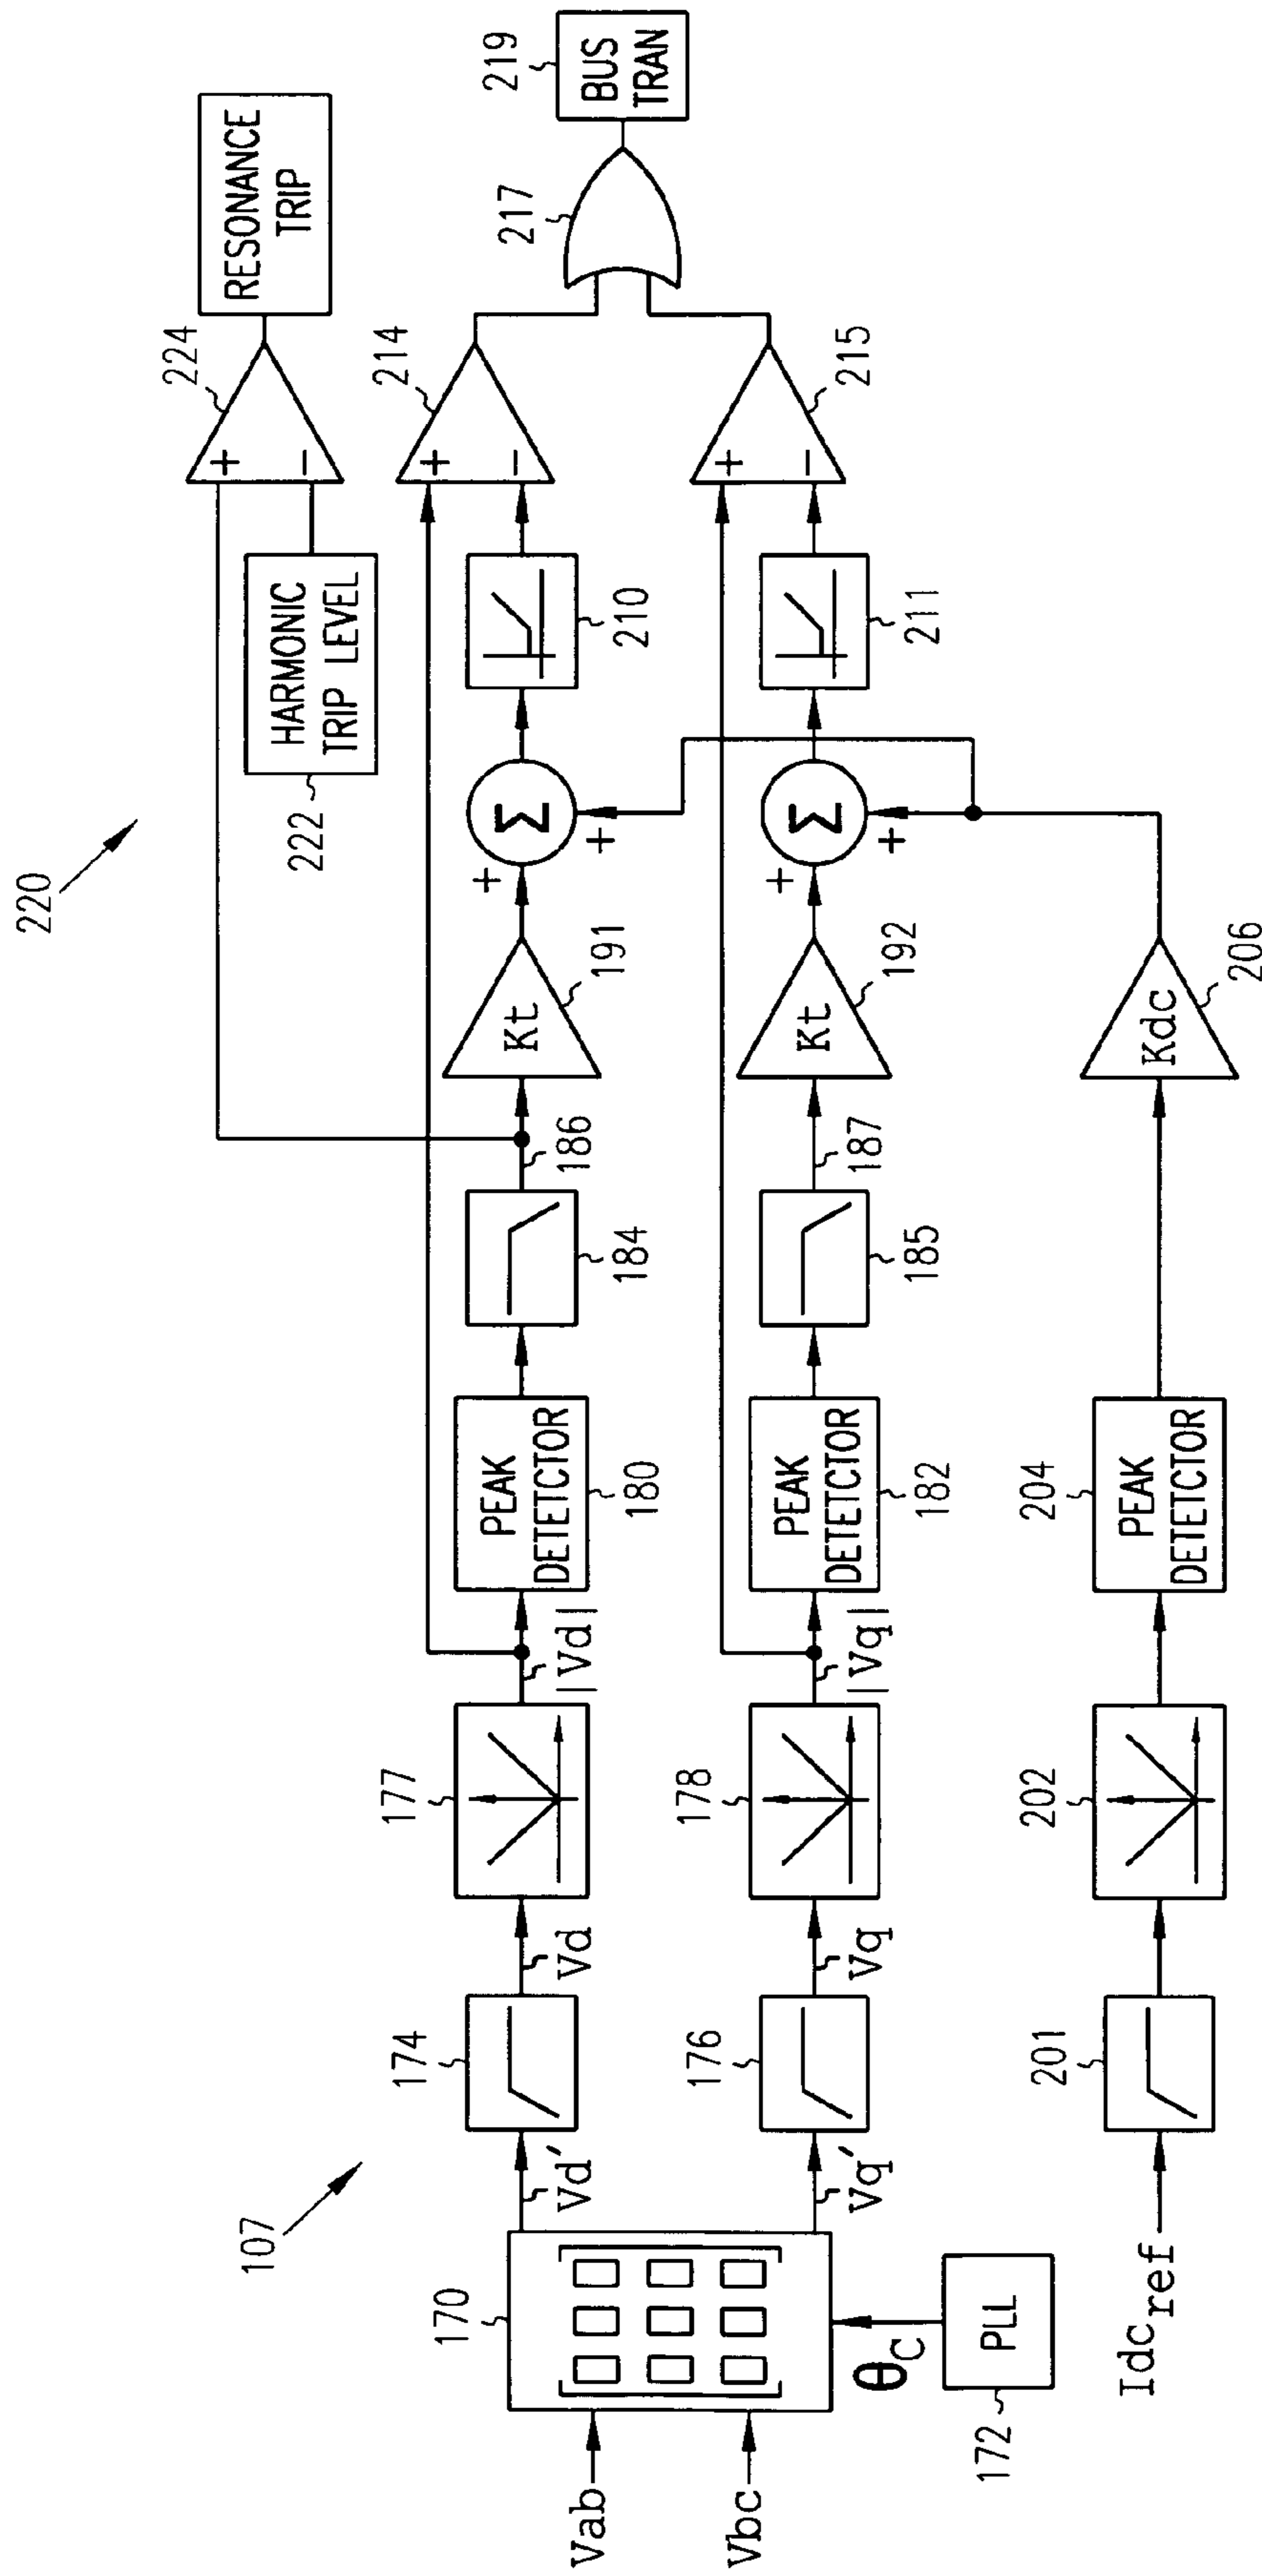 220
107
RESONANCE
TRIP
224
HARMONIC
TRIP LEVEL
222
+
−
219
BUS
TRAN
217
214
+
−
210
Σ
+
+
Kt
191
186
184
PEAK
DETETCTOR
180
|Vd|
177
Vd
174
Vd′
170
Vab
Vbc
θC
PLL
172
Vq′
176
Vq
178
|Vq|
PEAK
DETETCTOR
182
185
187
Kt
192
Σ
+
+
211
+
−
215
Idcref
201
202
204
PEAK
DETETCTOR
Kdc
206